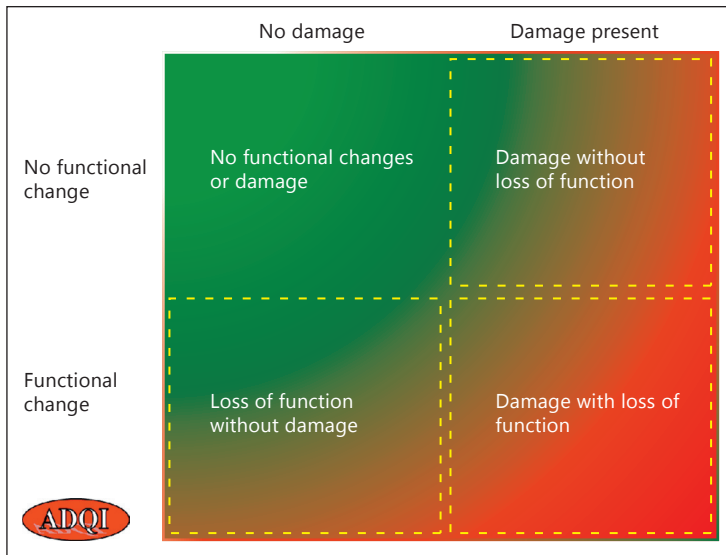 No damage
Damage present
No functional
change
No functional changes
or damage
Damage without
loss of function
Functional
change
Loss of function
without damage
Damage with loss of
function
ADQI